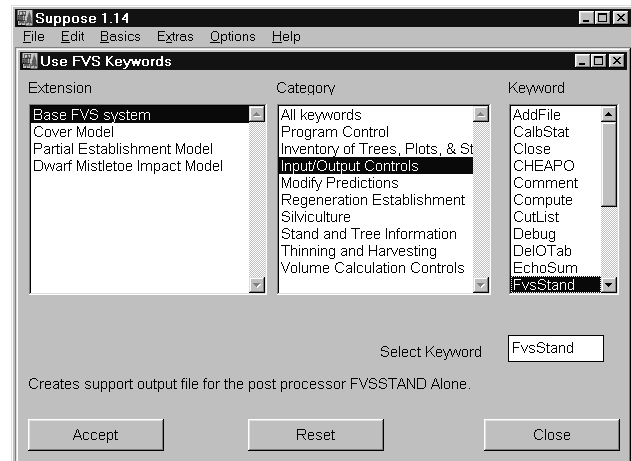 Suppose 1.14
File Edit Basics Extras Options Help
Use FVS Keywords
Extension
Base FVS system
Cover Model
Partial Establishment Model
Dwarf Mistletoe Impact Model
Category
All keywords
Program Control
Inventory of Trees, Plots, & St
Input/Output Controls
Modify Predictions
Regeneration Establishment
Silviculture
Stand and Tree Information
Thinning and Harvesting
Volume Calculation Controls
Keyword
AddFile
CalbStat
Close
CHEAPO
Comment
Compute
CutList
Debug
DelOTab
EchoSum
FvsStand
Select Keyword FvsStand
Creates support output file for the post processor FVSSTAND Alone.
Accept Reset Close